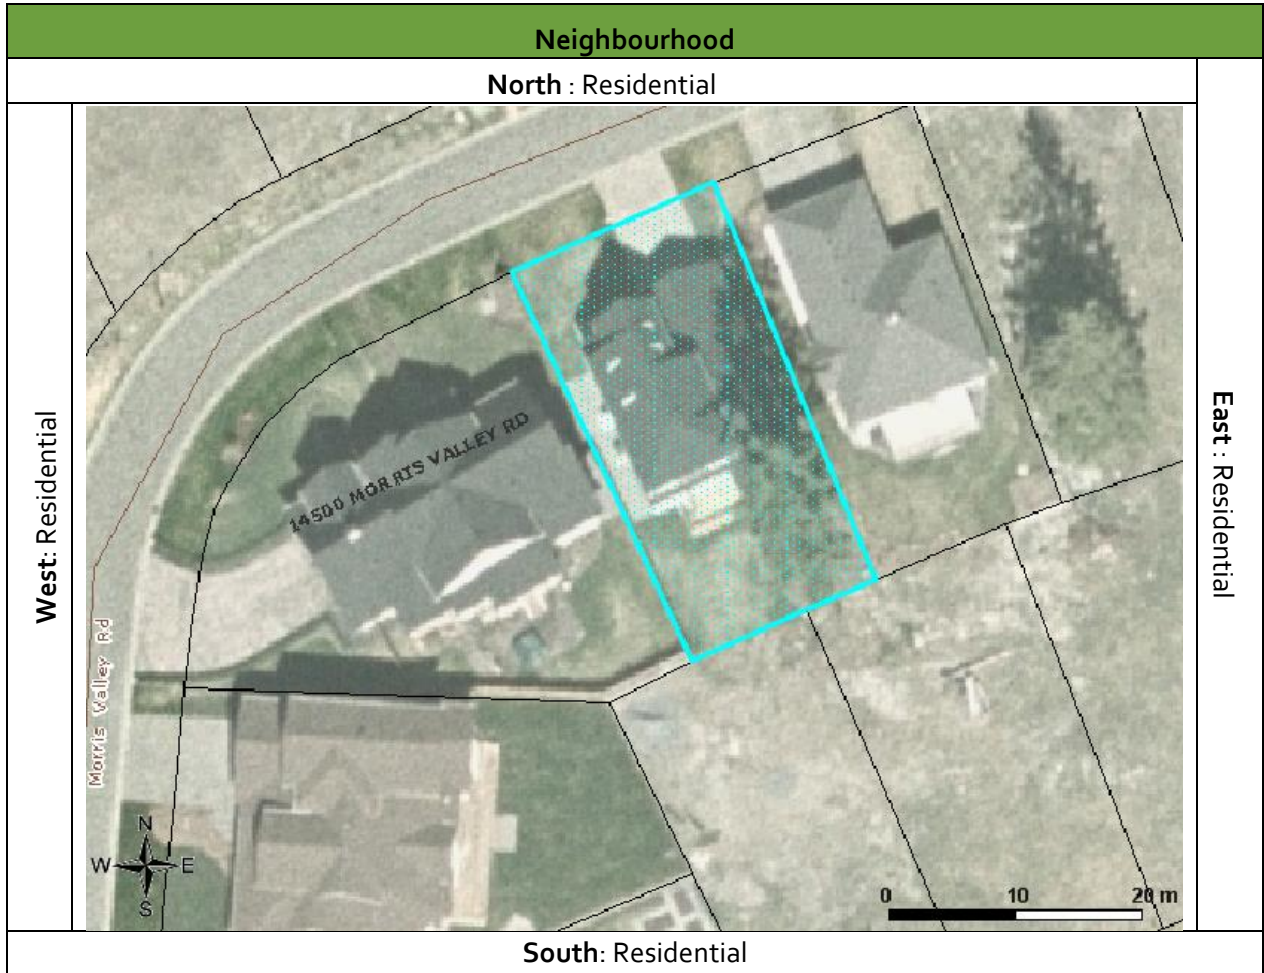 Neighbourhood
North : Residential
West: Residential
East : Residential
14500 MORRIS VALLEY RD
Morris Valley Rd
N
W E
S
0 10 20 m
South: Residential